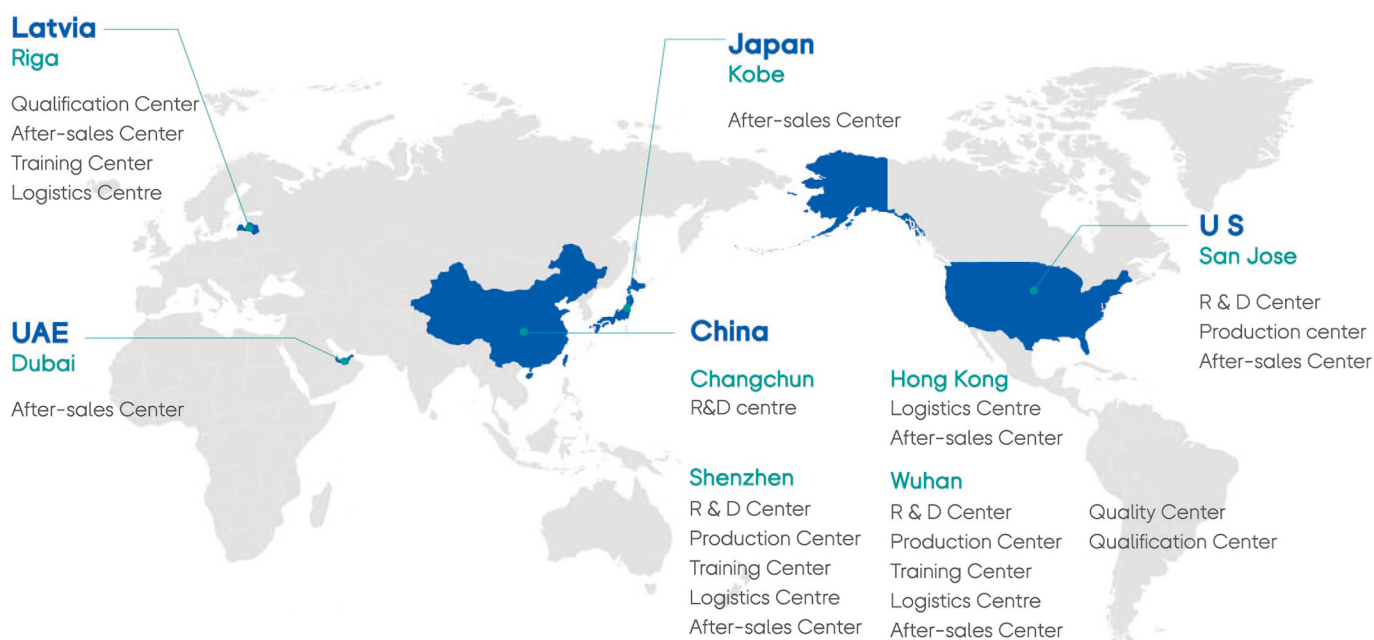 Latvia
Riga
Qualification Center
After-sales Center
Training Center
Logistics Centre
Japan
Kobe
After-sales Center
U S
San Jose
R & D Center
Production center
After-sales Center
UAE
Dubai
After-sales Center
China
Changchun
R&D centre
Hong Kong
Logistics Centre
After-sales Center
Shenzhen
R & D Center
Production Center
Training Center
Logistics Centre
After-sales Center
Wuhan
R & D Center
Production Center
Training Center
Logistics Centre
After-sales Center
Quality Center
Qualification Center